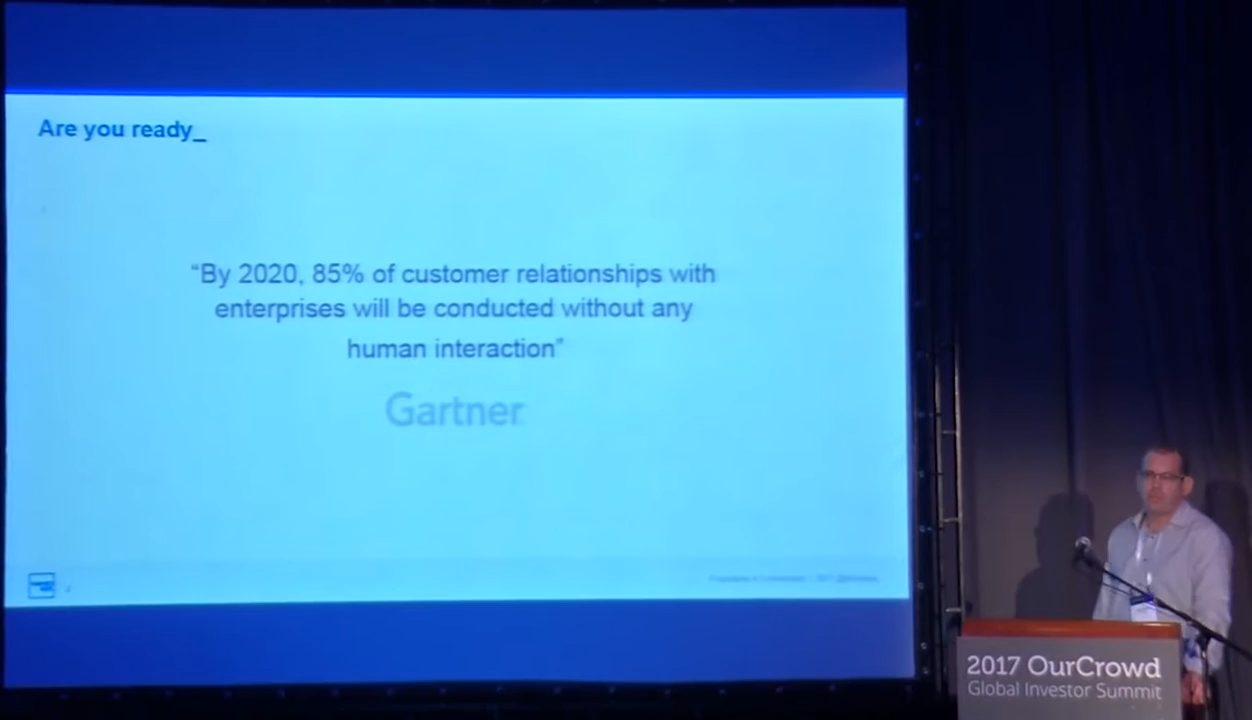 Are you ready_
“By 2020, 85% of customer relationships with
enterprises will be conducted without any
human interaction”
Gartner
2017 OurCrowd
Global Investor Summit